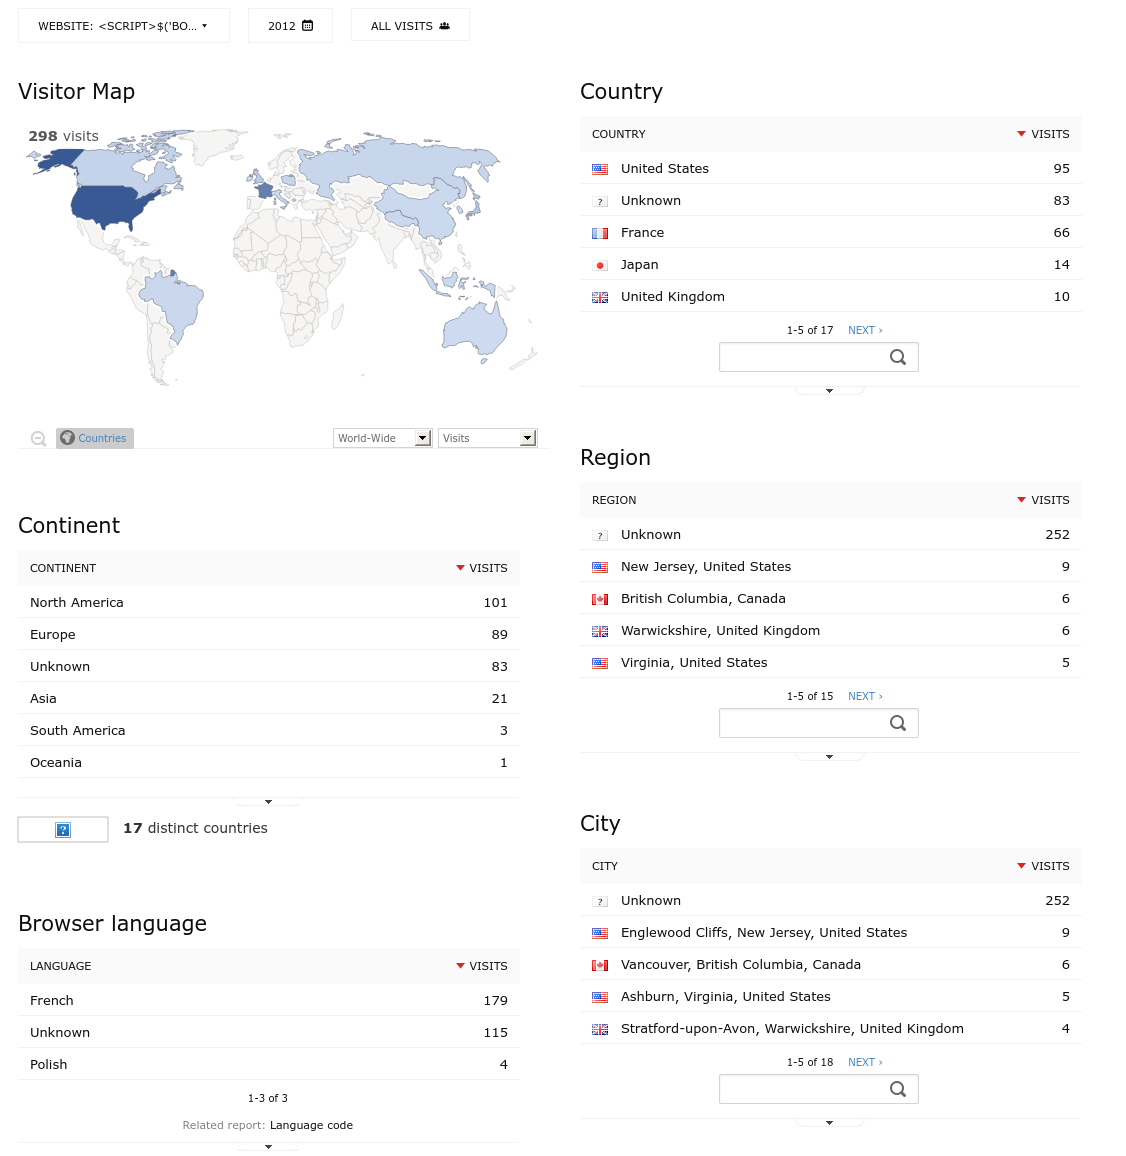 WEBSITE: <SCRIPT>$('BO...
2012
ALL VISITS
Visitor Map
298 visits
Countries
World-Wide
Visits
Continent
CONTINENT VISITS
North America 101
Europe 89
Unknown 83
Asia 21
South America 3
Oceania 1
?
17 distinct countries
Browser language
LANGUAGE VISITS
French 179
Unknown 115
Polish 4
1-3 of 3
Related report: Language code
Country
COUNTRY VISITS
United States 95
? Unknown 83
France 66
Japan 14
United Kingdom 10
1-5 of 17 NEXT ›
Region
REGION VISITS
? Unknown 252
New Jersey, United States 9
British Columbia, Canada 6
Warwickshire, United Kingdom 6
Virginia, United States 5
1-5 of 15 NEXT ›
City
CITY VISITS
? Unknown 252
Englewood Cliffs, New Jersey, United States 9
Vancouver, British Columbia, Canada 6
Ashburn, Virginia, United States 5
Stratford-upon-Avon, Warwickshire, United Kingdom 4
1-5 of 18 NEXT ›